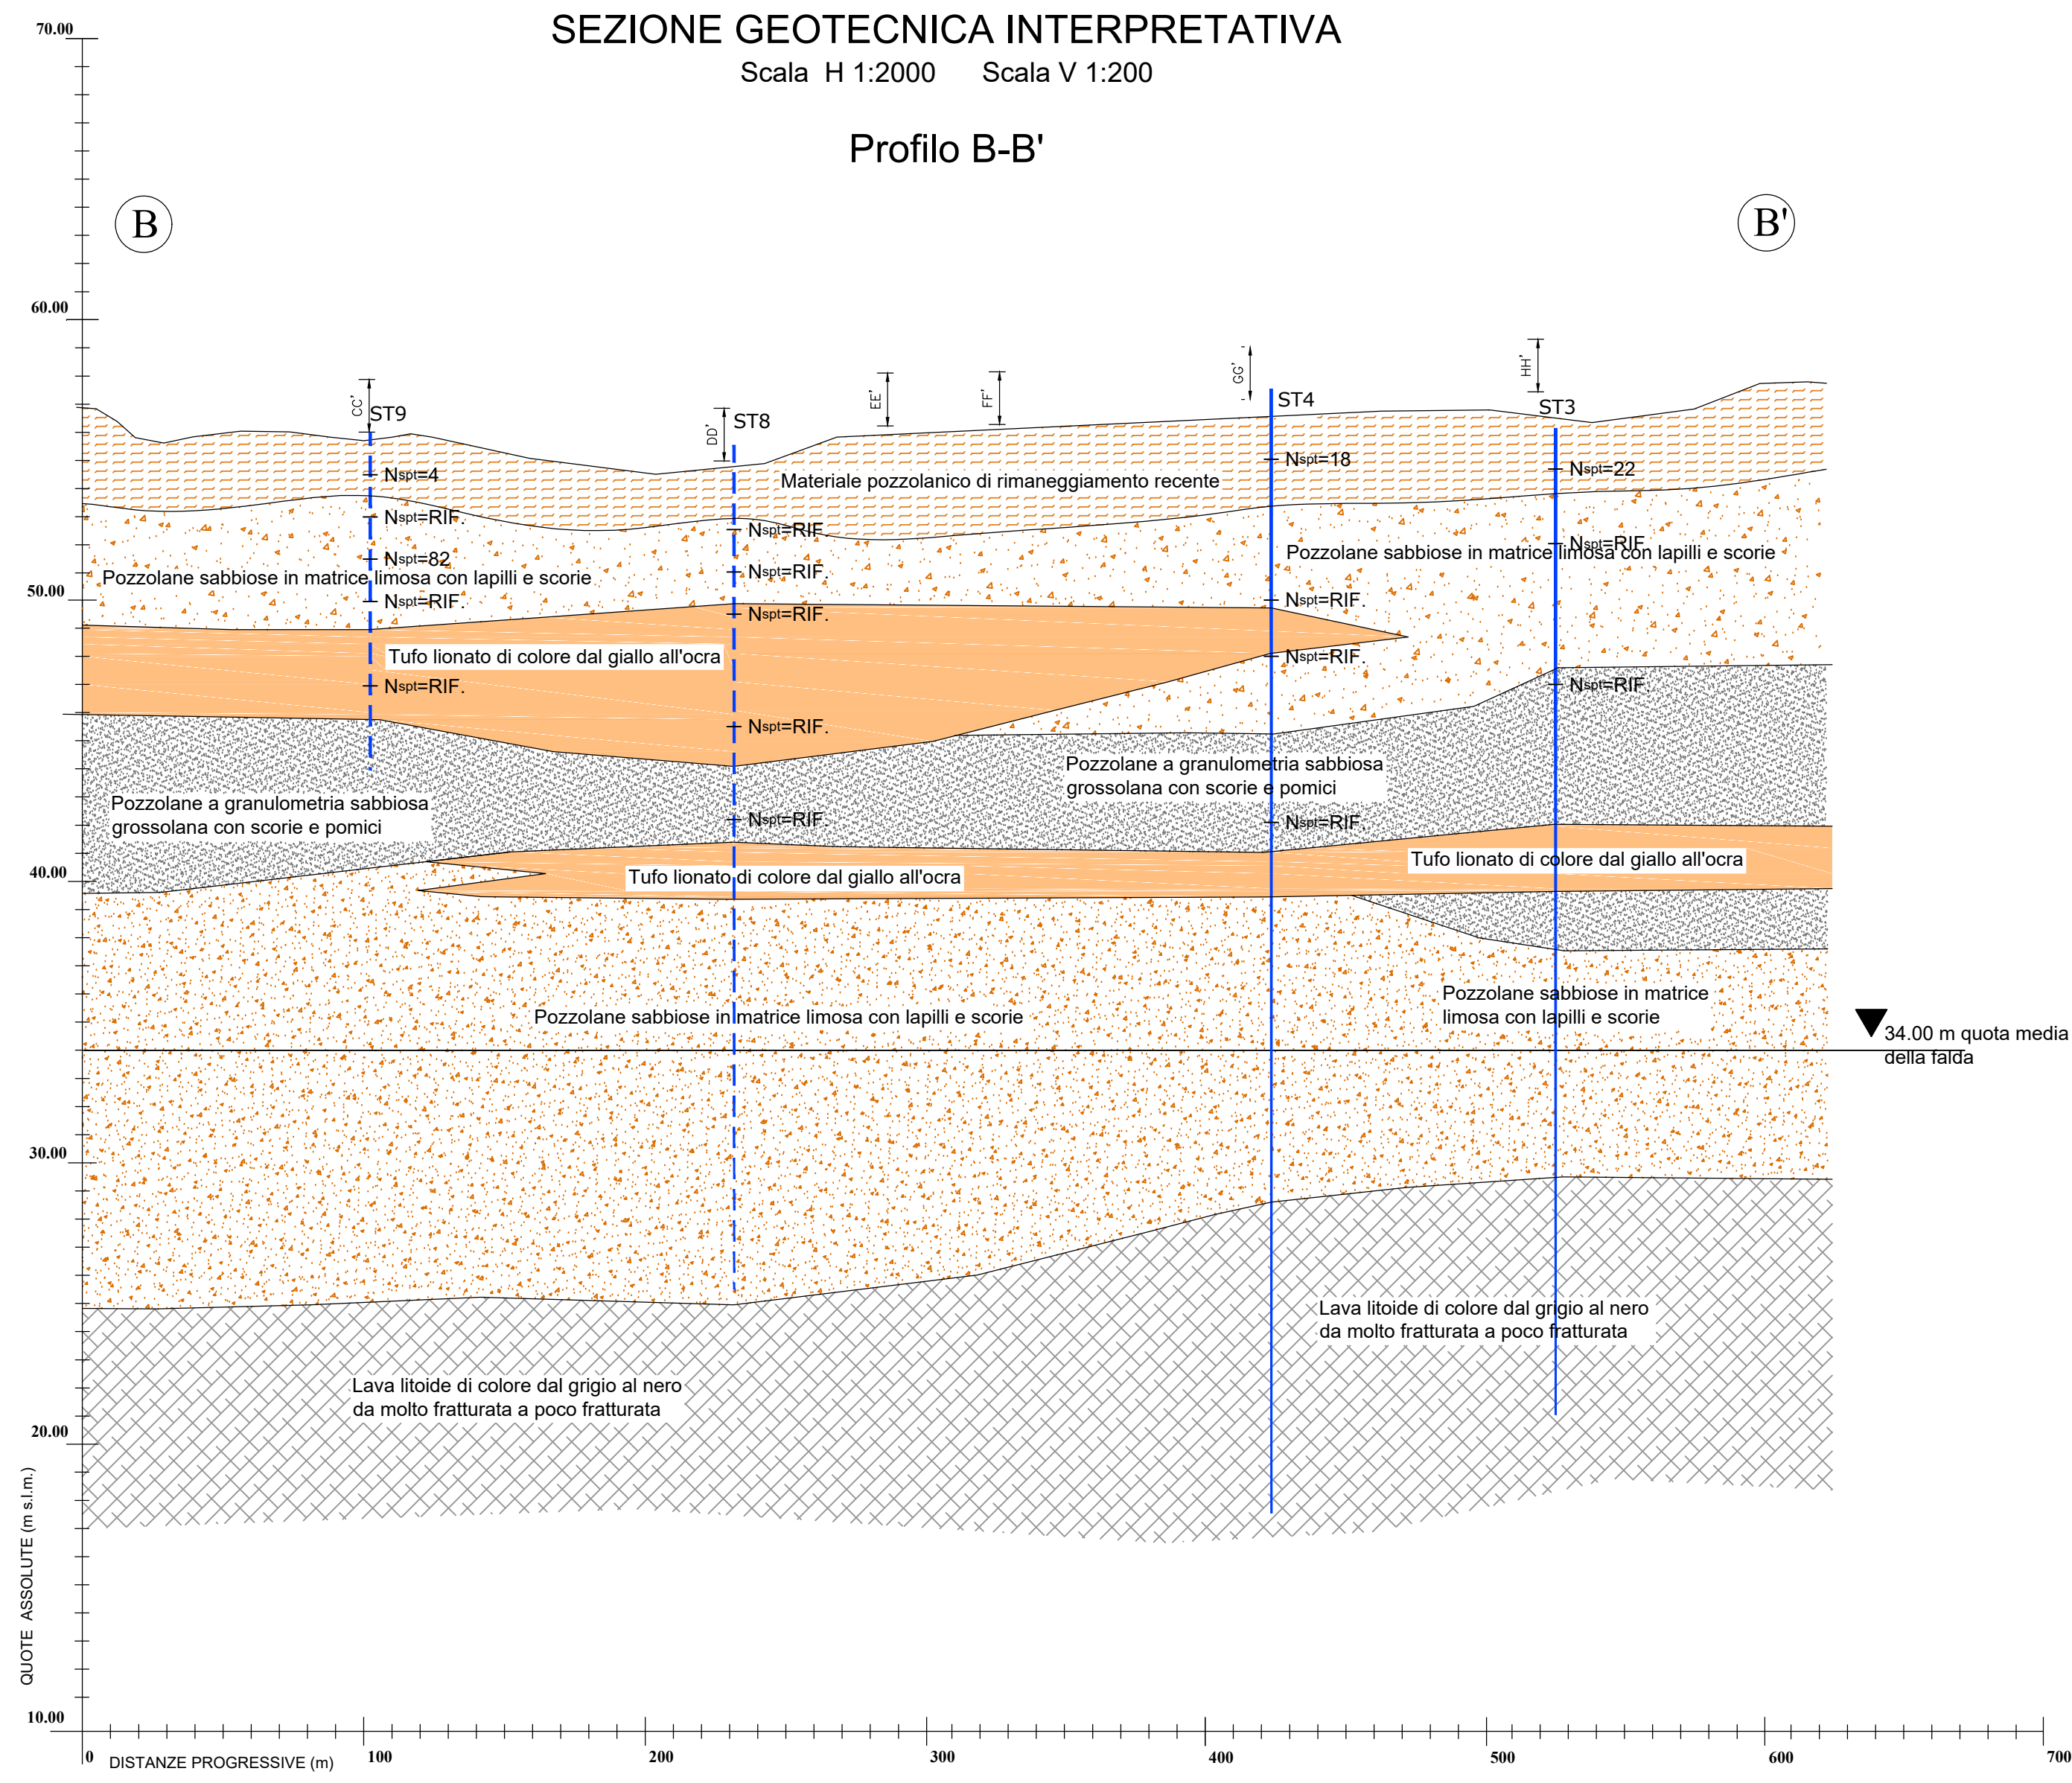 SEZIONE GEOTECNICA INTERPRETATIVA
Scala H 1:2000 Scala V 1:200
Profilo B-B'
70.00
B
B'
60.00
CC'
ST9
DD'
ST8
EE'
FF'
GG'
ST4
HH'
ST3
Nspt=4
Nspt=18
Nspt=22
Materiale pozzolanico di rimaneggiamento recente
Nspt=RIF.
Nspt=RIF.
Nspt=RIF.
Nspt=82
Pozzolane sabbiose in matrice limosa con lapilli e scorie
Nspt=RIF.
Pozzolane sabbiose in matrice limosa con lapilli e scorie
50.00
Nspt=RIF.
Nspt=RIF.
Nspt=RIF.
Tufo lionato di colore dal giallo all'ocra
Nspt=RIF.
Nspt=RIF.
Nspt=RIF.
Nspt=RIF.
Pozzolane a granulometria sabbiosa
grossolana con scorie e pomici
Pozzolane a granulometria sabbiosa
grossolana con scorie e pomici
Nspt=RIF.
Nspt=RIF.
40.00
Tufo lionato di colore dal giallo all'ocra
Tufo lionato di colore dal giallo all'ocra
Pozzolane sabbiose in matrice limosa con lapilli e scorie
Pozzolane sabbiose in matrice
limosa con lapilli e scorie
34.00 m quota media
della falda
30.00
Lava litoide di colore dal grigio al nero
da molto fratturata a poco fratturata
Lava litoide di colore dal grigio al nero
da molto fratturata a poco fratturata
20.00
QUOTE ASSOLUTE (m s.l.m.)
10.00
0 100 200 300 400 500 600 700
DISTANZE PROGRESSIVE (m)